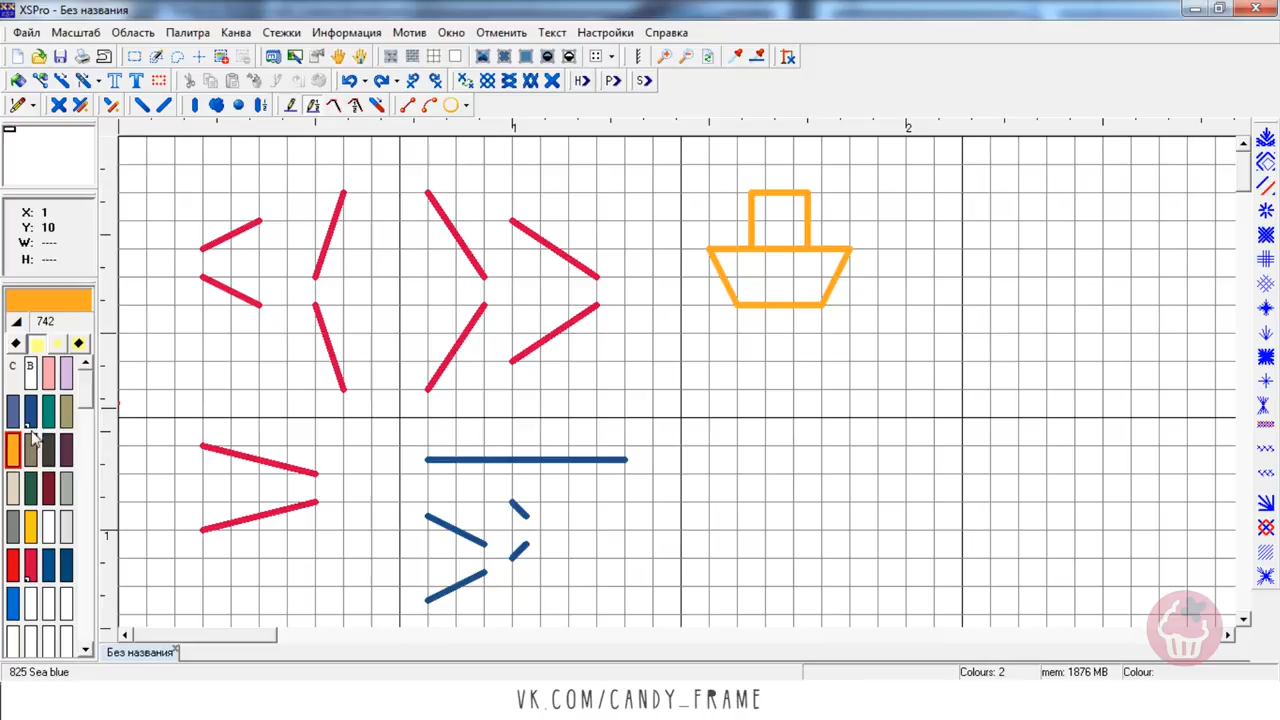 XSPro - Без названия
Файл Масштаб Область Палитра Канва Стежки Информация Мотив Окно Отменить Текст Настройки Справка
H> P> S>
1 2
X: 1
Y: 10
W: ----
H: ----
742
C B
1
Без названия
825 Sea blue Colours: 2 mem: 1876 MB Colour:
VK.COM/CANDY_FRAME